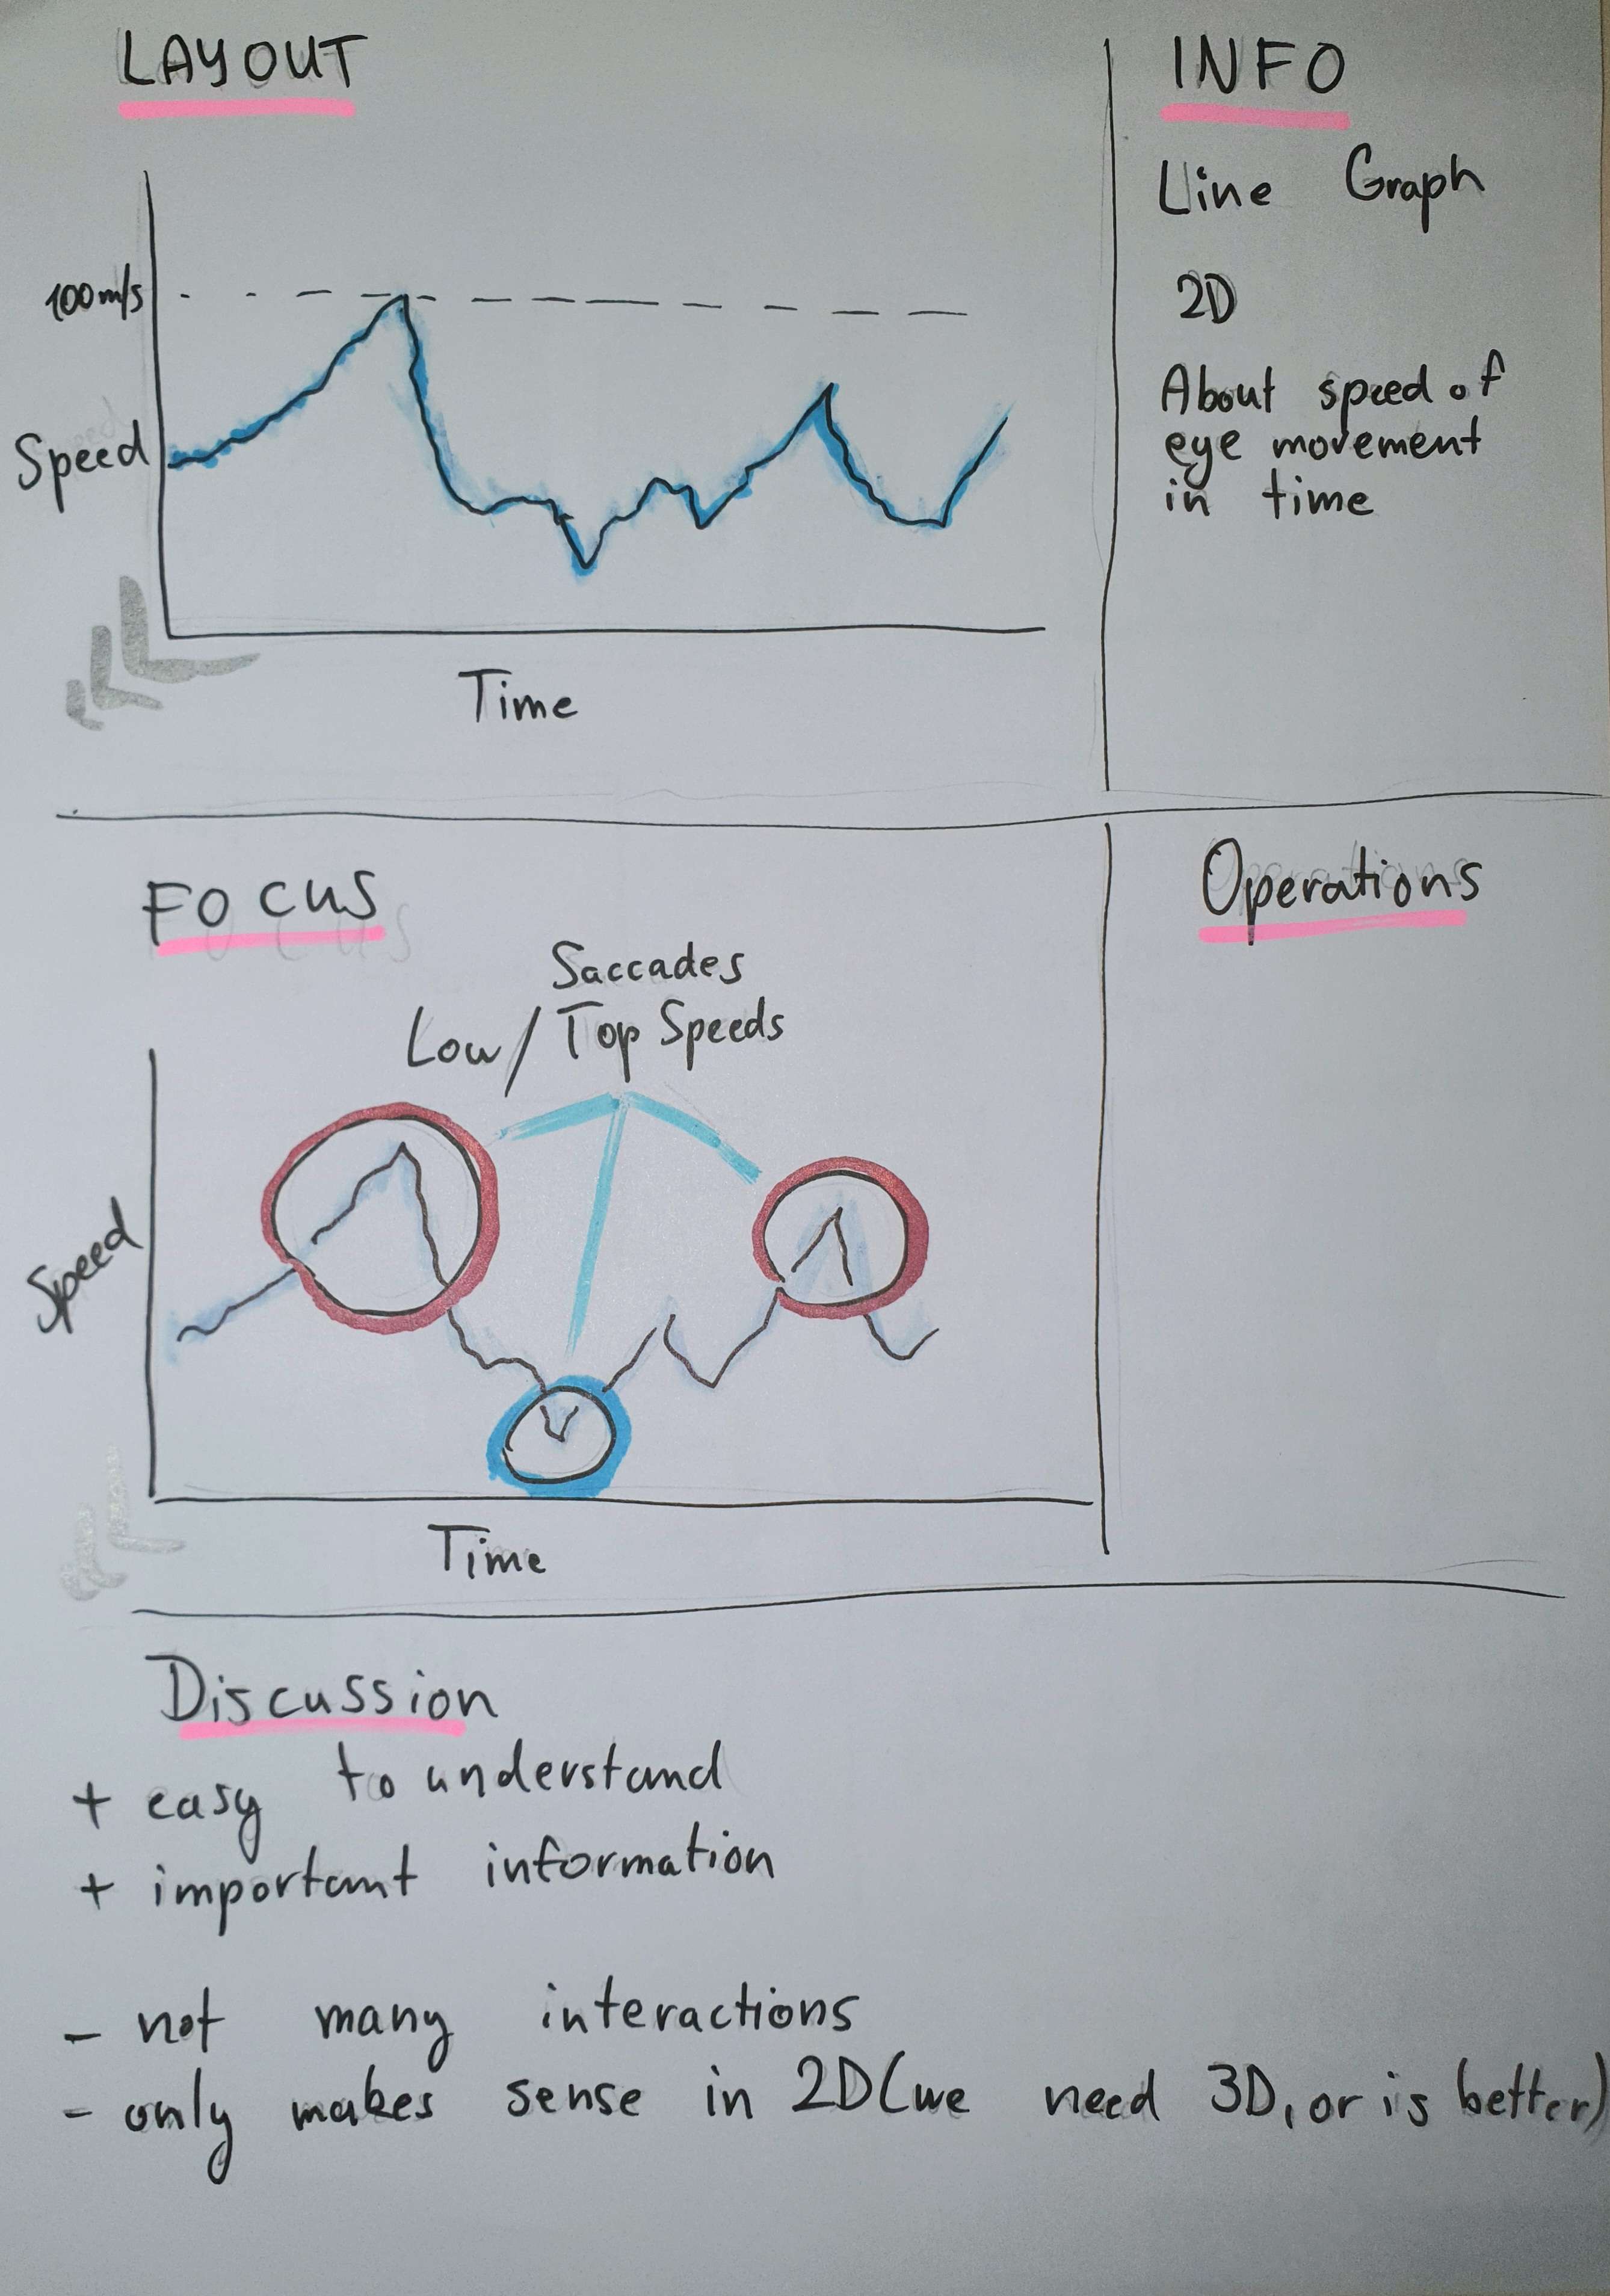 LAYOUT
100m/s
Speed
Time
INFO
Line Graph
2D
About speed of
eye movement
in time
FOCUS
Saccades
Low/Top Speeds
Speed
Time
Operations
Discussion
+ easy to understand
+ important information
- not many interactions
- only makes sense in 2D(we need 3D, or is better)